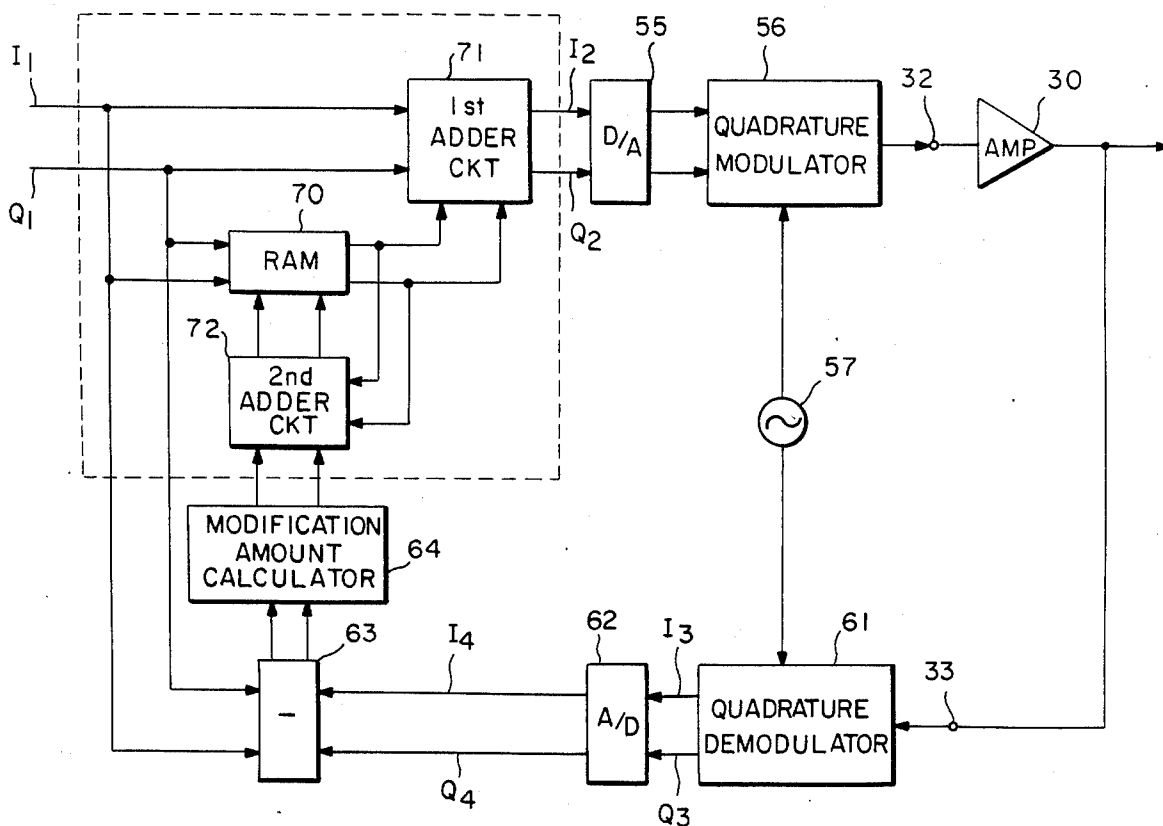 I1
Q1
71
1st
ADDER
CKT
I2
Q2
55
D/A
56
QUADRATURE
MODULATOR
32
30
AMP
70
RAM
72
2nd
ADDER
CKT
57
MODIFICATION
AMOUNT
CALCULATOR
64
63
–
I4
Q4
62
A/D
I3
Q3
61
QUADRATURE
DEMODULATOR
33